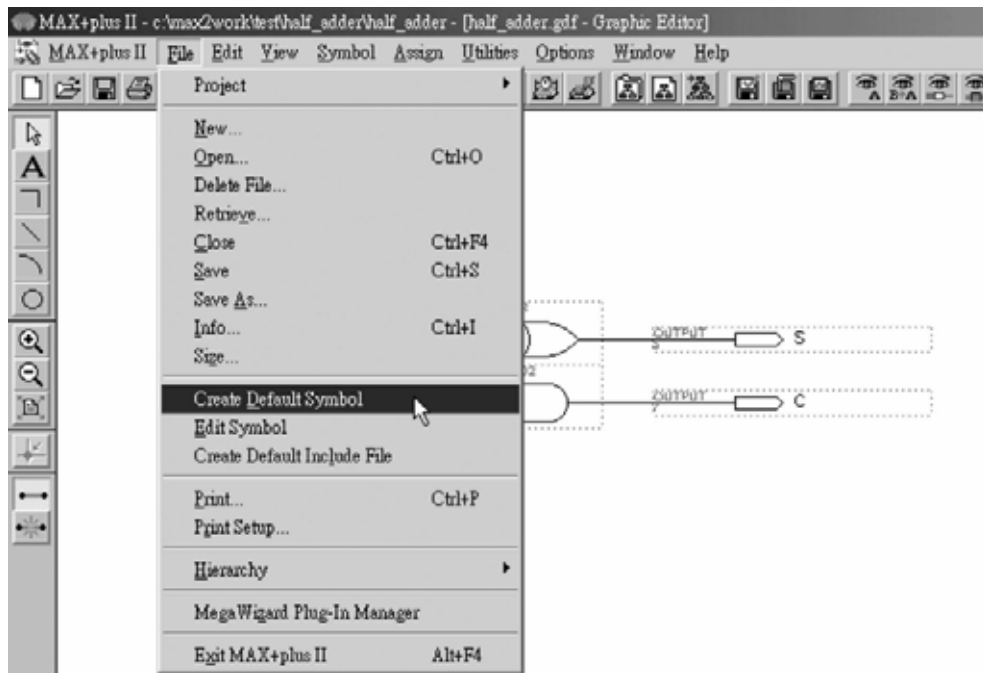 MAX+plus II - c:\max2work\test\half_adder\half_adder - [half_adder.gdf - Graphic Editor]
MAX+plus II File Edit View Symbol Assign Utilities Options Window Help
Project
New...
Open... Ctrl+O
Delete File...
Retrieve...
Close Ctrl+F4
Save Ctrl+S
Save As...
Info... Ctrl+I
Size...
Create Default Symbol
Edit Symbol
Create Default Include File
Print... Ctrl+P
Print Setup...
Hierarchy
MegaWizard Plug-In Manager
Exit MAX+plus II Alt+F4
OUTPUT S
OUTPUT C